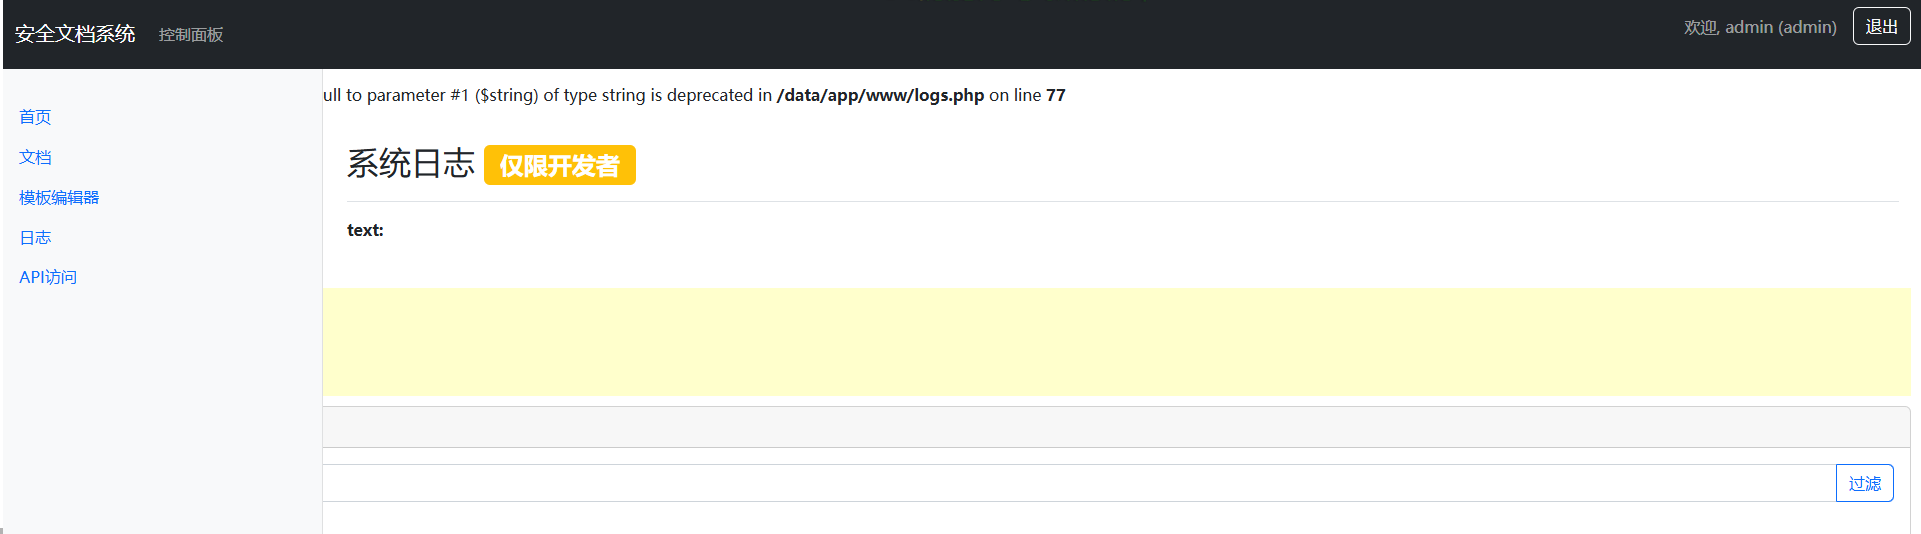 安全文档系统 控制面板 欢迎, admin (admin) 退出
ull to parameter #1 ($string) of type string is deprecated in /data/app/www/logs.php on line 77
首页
文档
模板编辑器
日志
API访问
系统日志 仅限开发者
text:
过滤